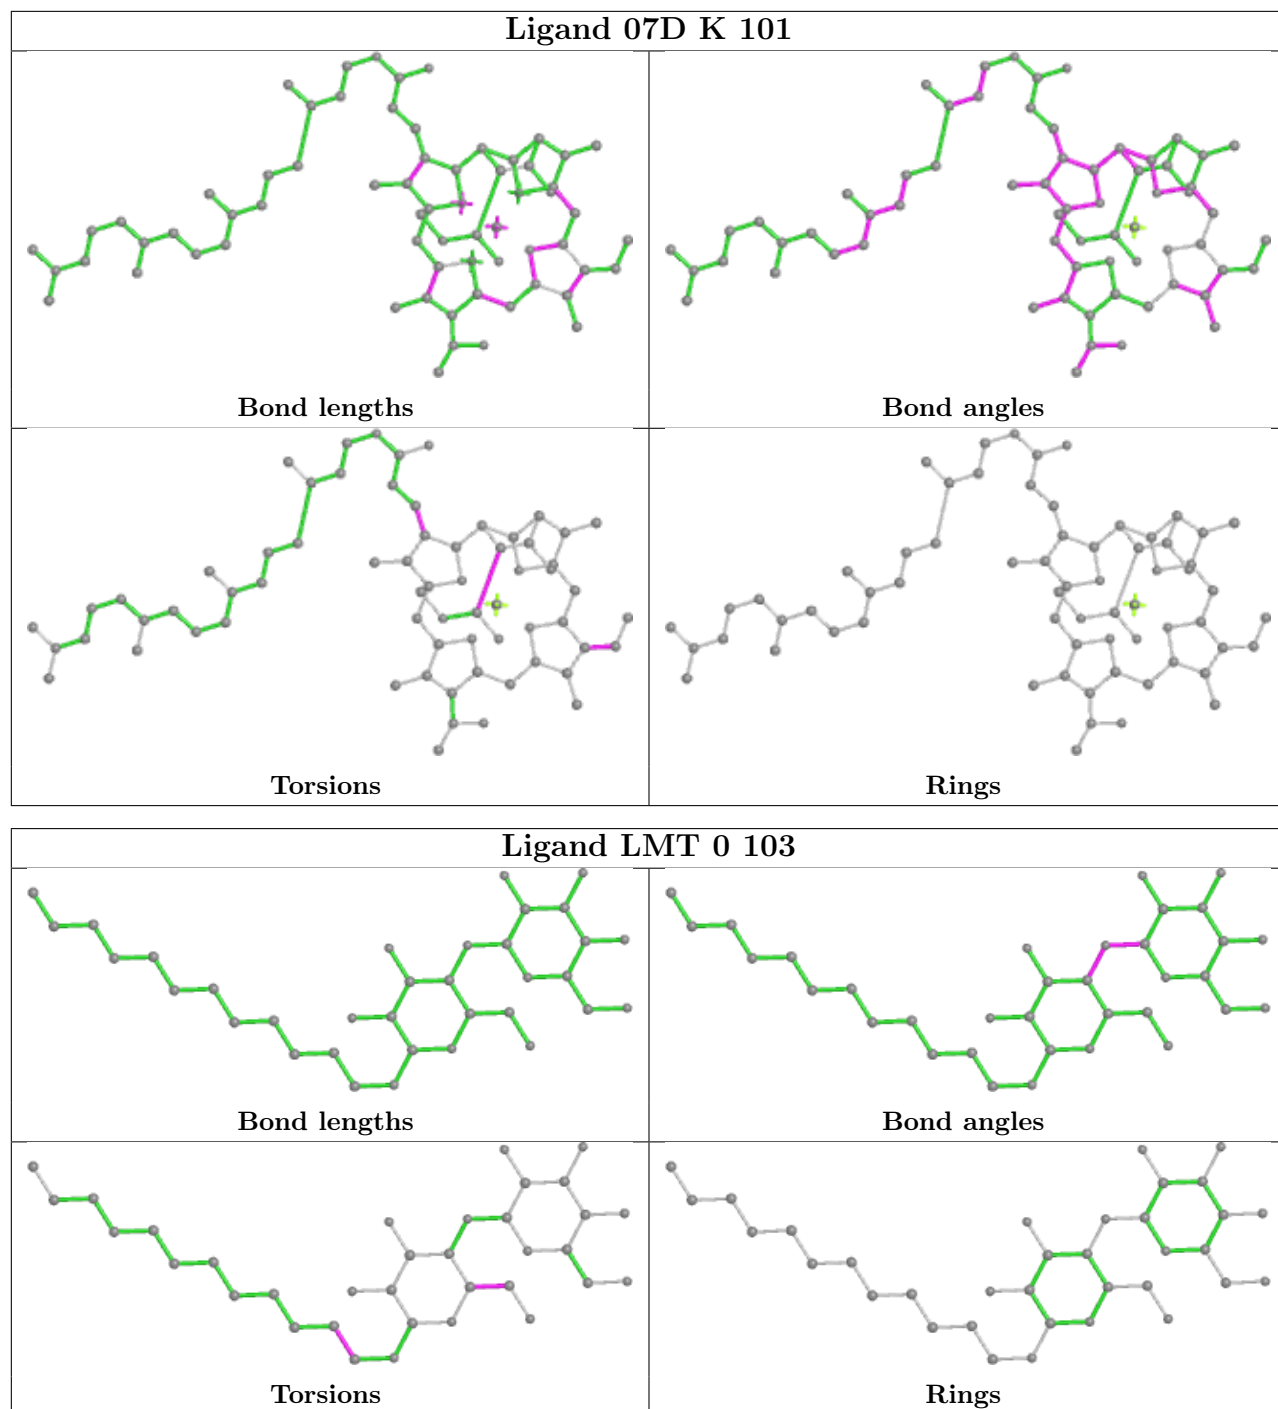 Ligand 07D K 101
Bond lengths
Bond angles
Torsions
Rings
Ligand LMT 0 103
Bond lengths
Bond angles
Torsions
Rings